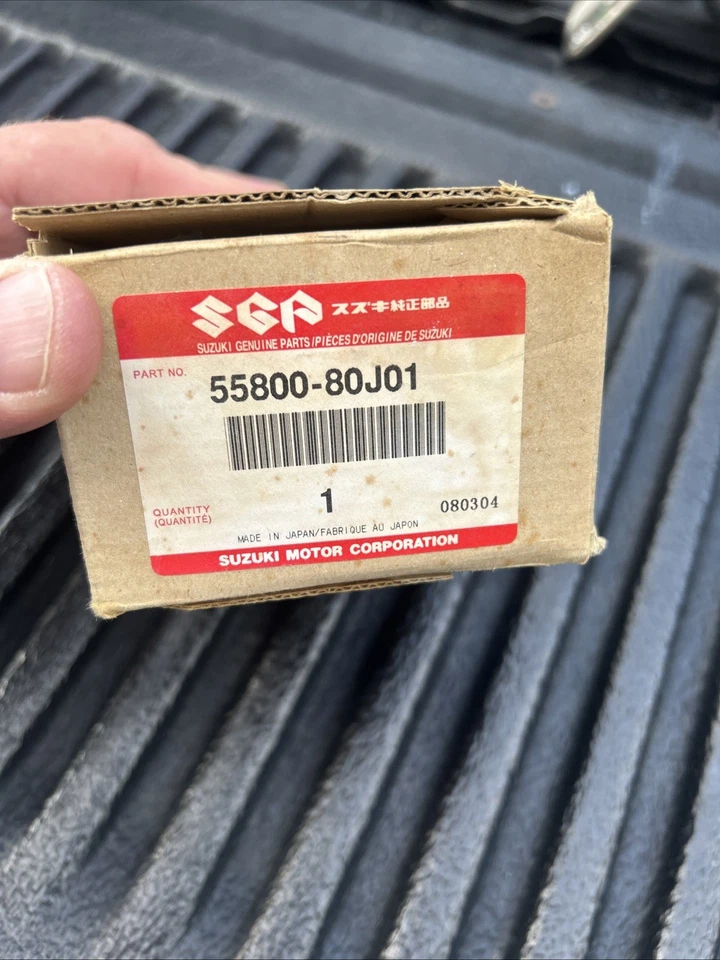 SGP スズキ純正部品
SUZUKI GENUINE PARTS/PIÈCES D'ORIGINE DE SUZUKI
PART NO. 55800-80J01
QUANTITY
(QUANTITÉ)
1
080304
MADE IN JAPAN/FABRIQUE AU JAPON
SUZUKI MOTOR CORPORATION